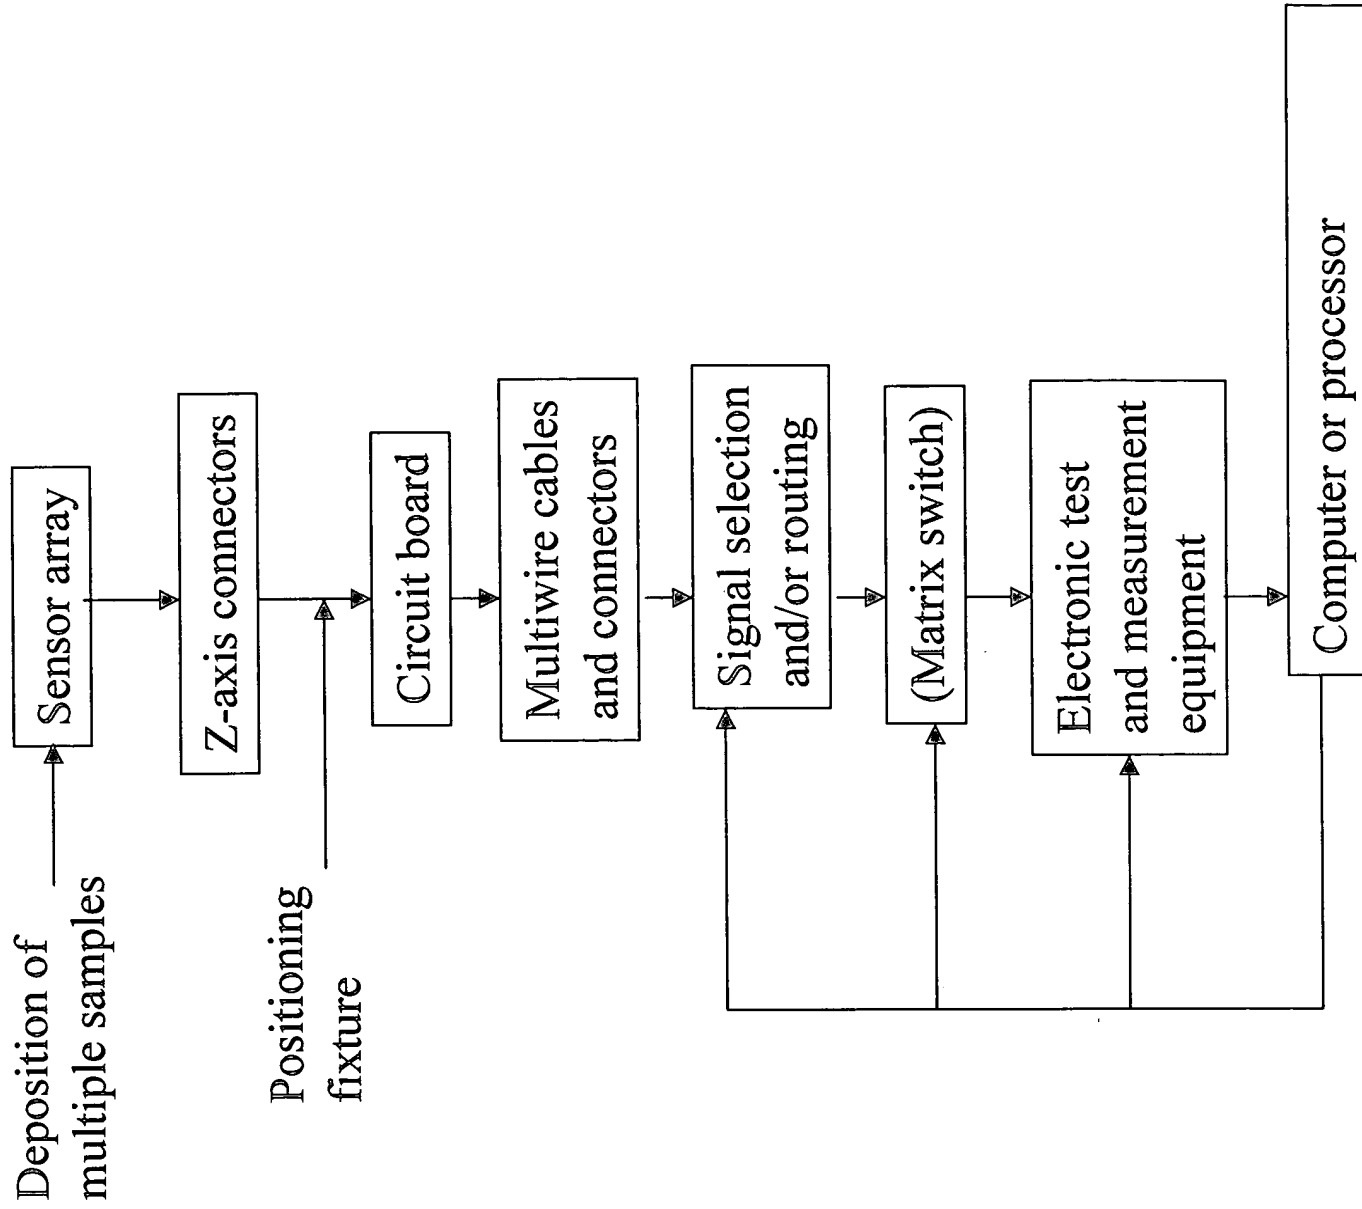 Deposition of
multiple samples
Sensor array
Z-axis connectors
Positioning
fixture
Circuit board
Multiwire cables
and connectors
Signal selection
and/or routing
(Matrix switch)
Electronic test
and measurement
equipment
Computer or processor